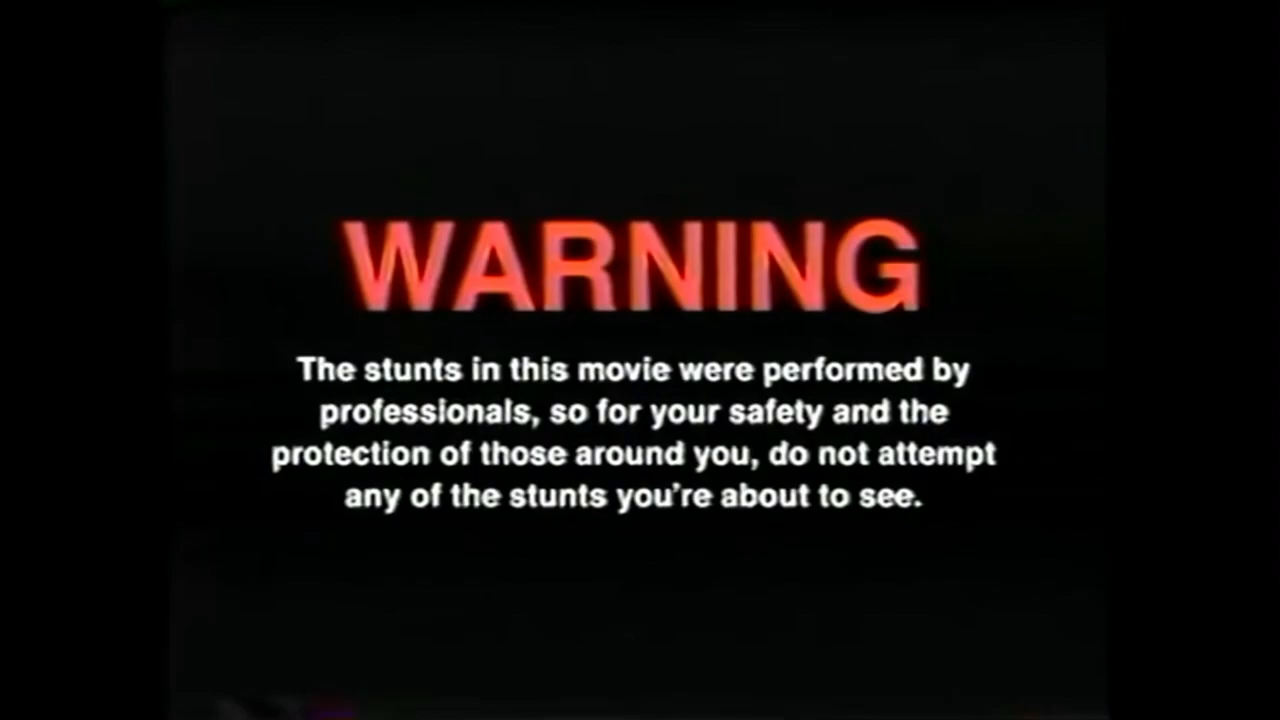 WARNING
The stunts in this movie were performed by
professionals, so for your safety and the
protection of those around you, do not attempt
any of the stunts you're about to see.